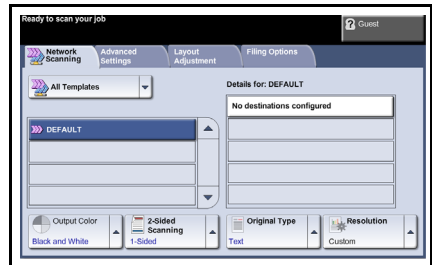 Ready to scan your job
Guest
Network Scanning
Advanced Settings
Layout Adjustment
Filing Options
All Templates
Details for: DEFAULT
No destinations configured
DEFAULT
Output Color
Black and White
2-Sided Scanning
1-Sided
Original Type
Text
Resolution
Custom